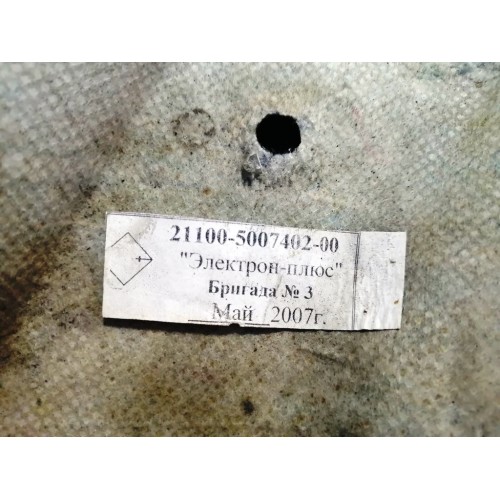 21100-5007402-00
"Электрон-плюс"
Бригада № 3
Май 2007г.